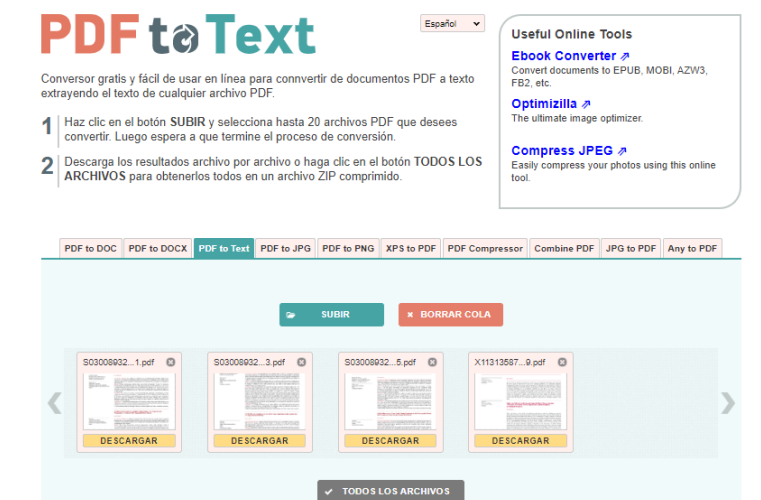 PDF to Text
Español
Conversor gratis y fácil de usar en línea para connvertir de documentos PDF a texto
extrayendo el texto de cualquier archivo PDF.
1 Haz clic en el botón SUBIR y selecciona hasta 20 archivos PDF que desees
convertir. Luego espera a que termine el proceso de conversión.
2 Descarga los resultados archivo por archivo o haga clic en el botón TODOS LOS
ARCHIVOS para obtenerlos todos en un archivo ZIP comprimido.
Useful Online Tools
Ebook Converter
Convert documents to EPUB, MOBI, AZW3,
FB2, etc.
Optimizilla
The ultimate image optimizer.
Compress JPEG
Easily compress your photos using this online
tool.
PDF to DOC PDF to DOCX PDF to Text PDF to JPG PDF to PNG XPS to PDF PDF Compressor Combine PDF JPG to PDF Any to PDF
SUBIR BORRAR COLA
S03008932...1.pdf S03008932...3.pdf S03008932...5.pdf X11313587...9.pdf
DESCARGAR DESCARGAR DESCARGAR DESCARGAR
TODOS LOS ARCHIVOS